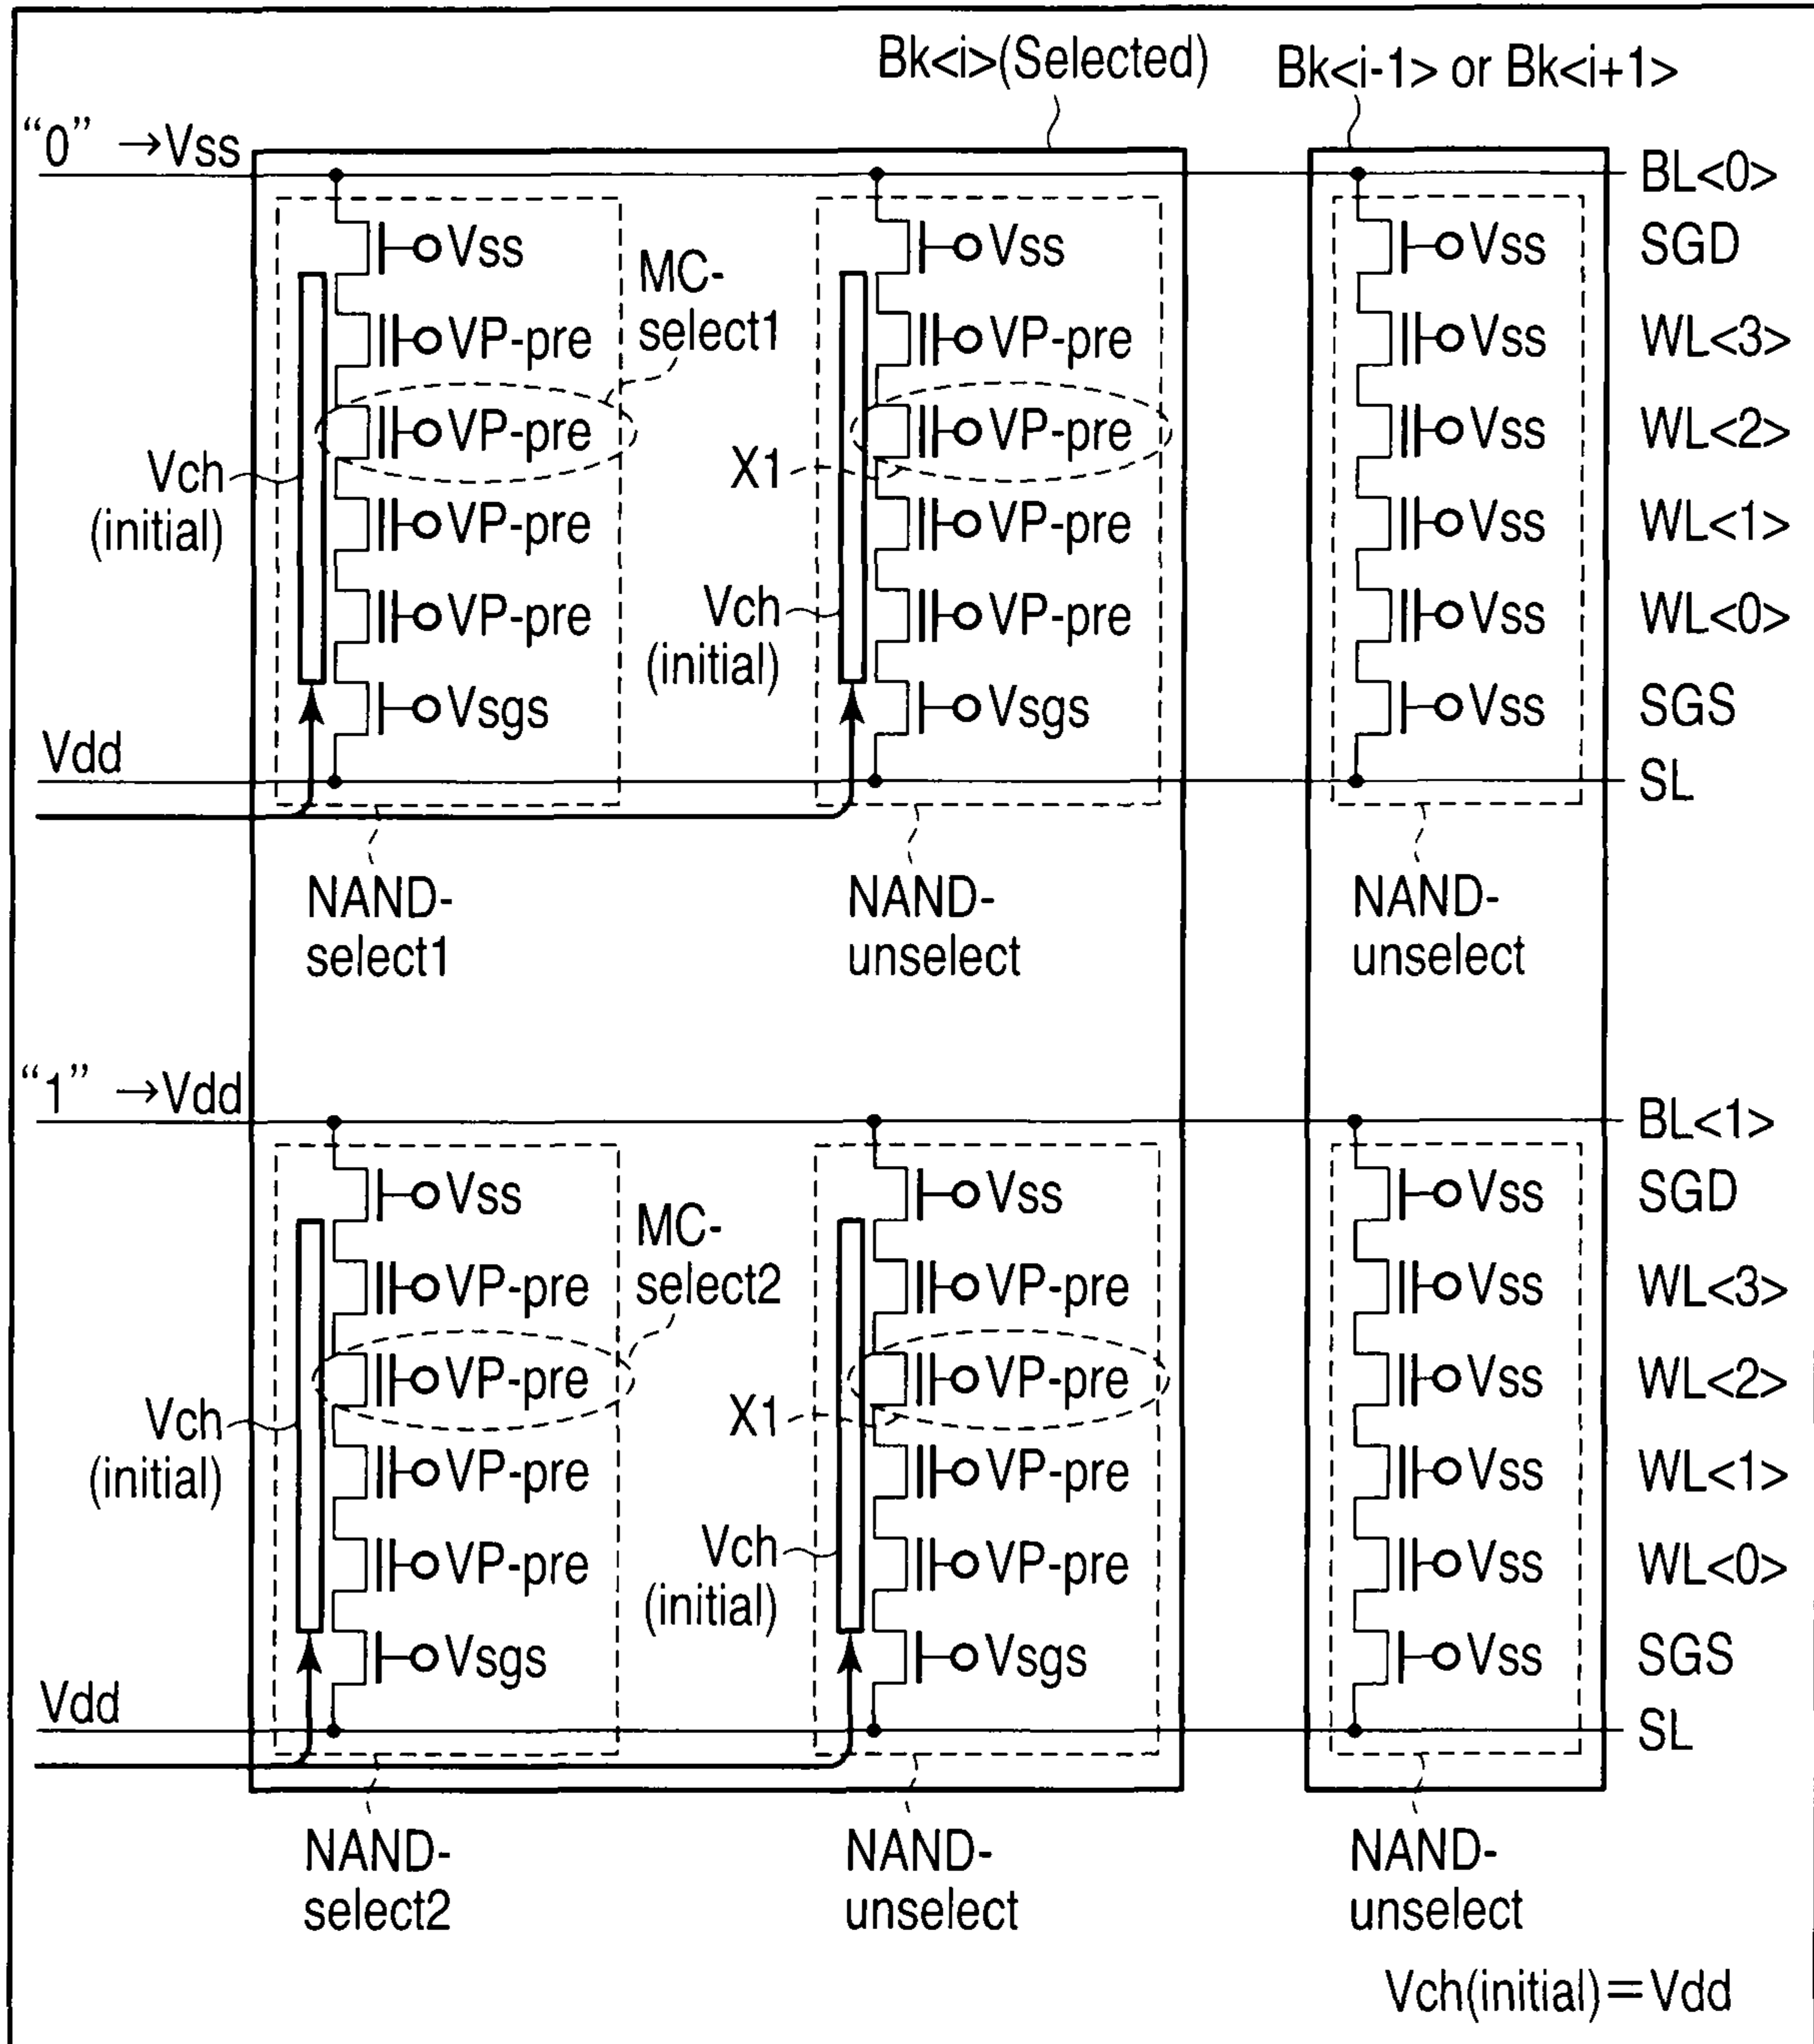 Bk<i>(Selected)
Bk<i-1> or Bk<i+1>
“0” →Vss
BL<0>
Vss
Vss
Vss
SGD
MC-
select1
VP-pre
VP-pre
Vss
WL<3>
VP-pre
VP-pre
Vss
WL<2>
Vch
(initial)
X1
VP-pre
VP-pre
Vss
WL<1>
Vch
(initial)
VP-pre
VP-pre
Vss
WL<0>
Vsgs
Vsgs
Vss
SGS
Vdd
SL
NAND-
select1
NAND-
unselect
NAND-
unselect
“1” →Vdd
BL<1>
Vss
Vss
Vss
SGD
MC-
select2
VP-pre
VP-pre
Vss
WL<3>
VP-pre
VP-pre
Vss
WL<2>
Vch
(initial)
X1
VP-pre
VP-pre
Vss
WL<1>
Vch
(initial)
VP-pre
VP-pre
Vss
WL<0>
Vsgs
Vsgs
Vss
SGS
Vdd
SL
NAND-
select2
NAND-
unselect
NAND-
unselect
Vch(initial)=Vdd